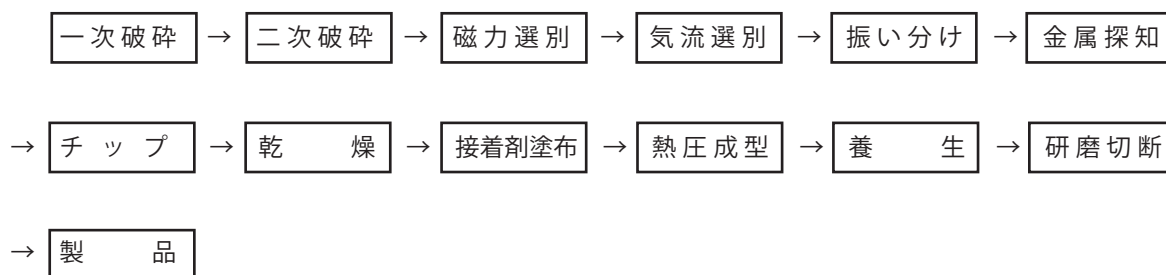 一次破砕 → 二次破砕 → 磁力選別 → 気流選別 → 振い分け → 金属探知
→ チップ → 乾燥 → 接着剤塗布 → 熱圧成型 → 養生 → 研磨切断
→ 製品